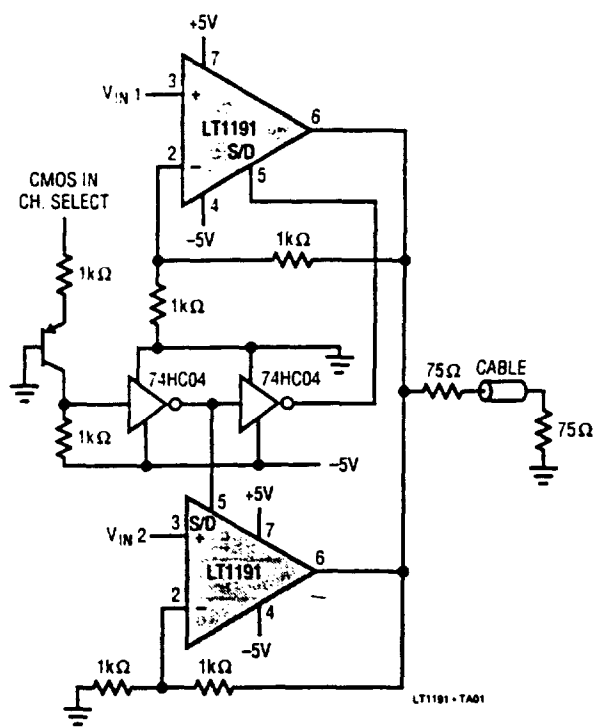 +5V
7
3
V_IN 1
+
6
LT1191
S/D
2
−
5
CMOS IN
CH. SELECT
4
−5V
1kΩ
1kΩ
1kΩ
74HC04
74HC04
75Ω
CABLE
1kΩ
75Ω
−5V
5
+5V
S/D
3
V_IN 2
+
7
6
LT1191
2
−
4
−5V
1kΩ
1kΩ
LT1191 • TA01